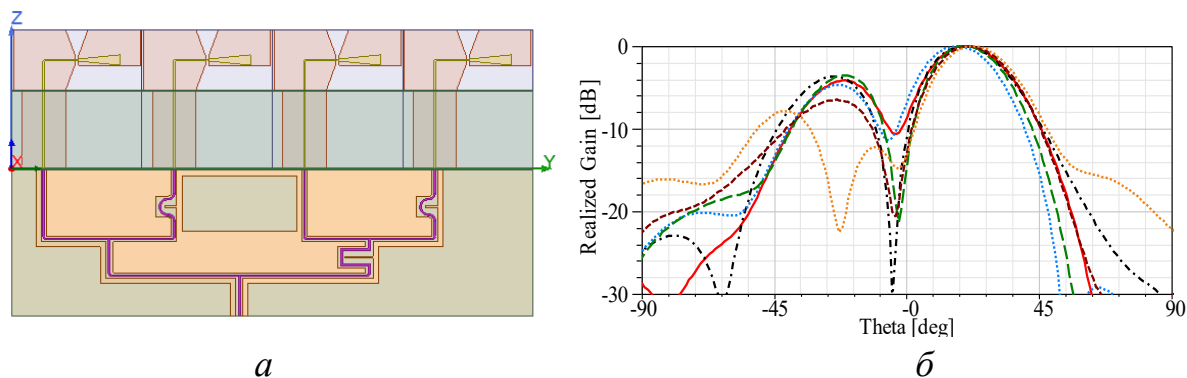 Z
X
Y
а
Realized Gain [dB]
0
-10
-20
-30
-90
-45
-0
45
90
Theta [deg]
б